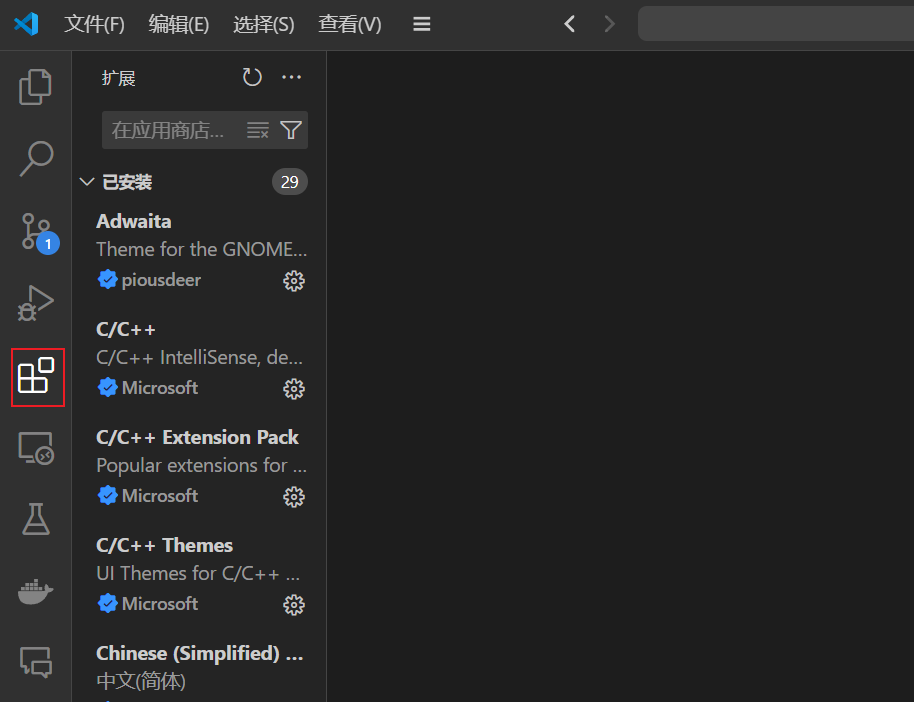 文件(F) 编辑(E) 选择(S) 查看(V)
扩展
在应用商店...
已安装 29
Adwaita
Theme for the GNOME...
piousdeer
1
C/C++
C/C++ IntelliSense, de...
Microsoft
C/C++ Extension Pack
Popular extensions for ...
Microsoft
C/C++ Themes
UI Themes for C/C++ ...
Microsoft
Chinese (Simplified) ...
中文(简体)